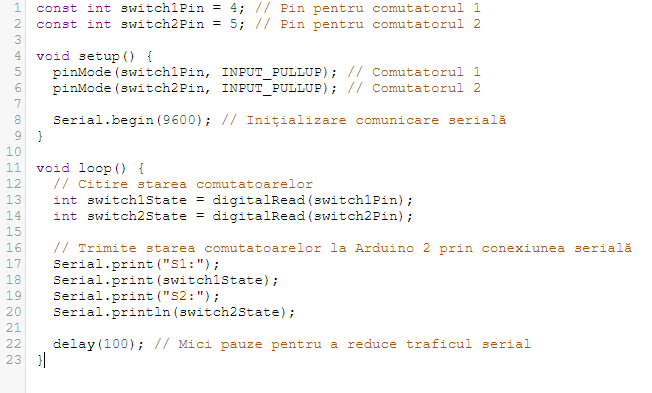 1 const int switch1Pin = 4; // Pin pentru comutatorul 1
2 const int switch2Pin = 5; // Pin pentru comutatorul 2
3
4 void setup() {
5   pinMode(switch1Pin, INPUT_PULLUP); // Comutatorul 1
6   pinMode(switch2Pin, INPUT_PULLUP); // Comutatorul 2
7
8   Serial.begin(9600); // Inițializare comunicare serială
9 }
10
11 void loop() {
12   // Citire starea comutatoarelor
13   int switch1State = digitalRead(switch1Pin);
14   int switch2State = digitalRead(switch2Pin);
15
16   // Trimite starea comutatoarelor la Arduino 2 prin conexiunea serială
17   Serial.print("S1:");
18   Serial.print(switch1State);
19   Serial.print("S2:");
20   Serial.println(switch2State);
21
22   delay(100); // Mici pauze pentru a reduce traficul serial
23 }